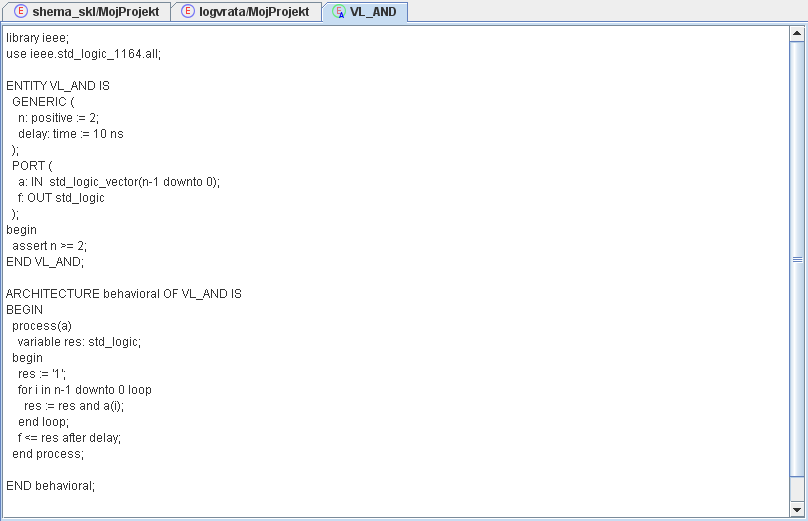 shema_skl/MojProjekt logvrata/MojProjekt VL_AND
library ieee;
use ieee.std_logic_1164.all;
ENTITY VL_AND IS
GENERIC (
n: positive := 2;
delay: time := 10 ns
);
PORT (
a: IN  std_logic_vector(n-1 downto 0);
f: OUT std_logic
);
begin
assert n >= 2;
END VL_AND;
ARCHITECTURE behavioral OF VL_AND IS
BEGIN
process(a)
variable res: std_logic;
begin
res := '1';
for i in n-1 downto 0 loop
res := res and a(i);
end loop;
f <= res after delay;
end process;
END behavioral;